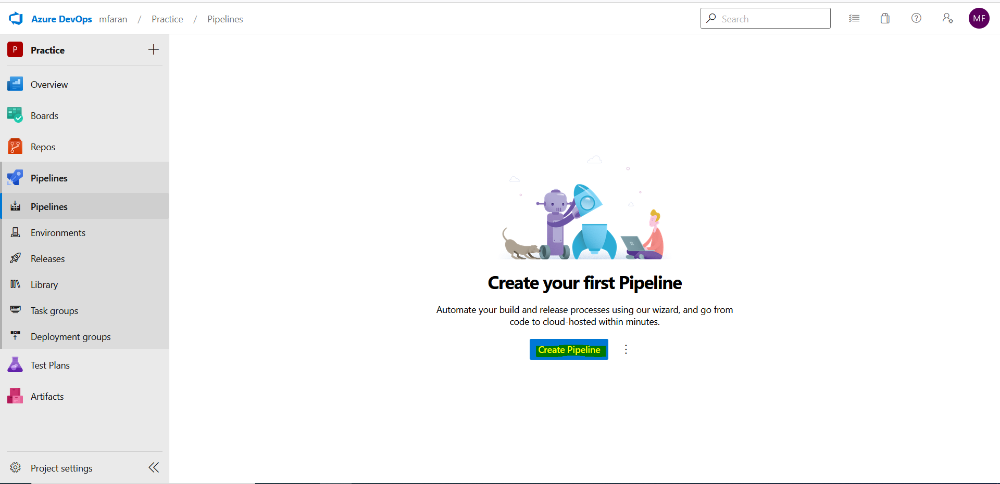 Azure DevOps mfaran / Practice / Pipelines
Search
MF
P Practice
Overview
Boards
Repos
Pipelines
Pipelines
Environments
Releases
Library
Task groups
Deployment groups
Test Plans
Artifacts
Project settings
Create your first Pipeline
Automate your build and release processes using our wizard, and go from
code to cloud-hosted within minutes.
Create Pipeline